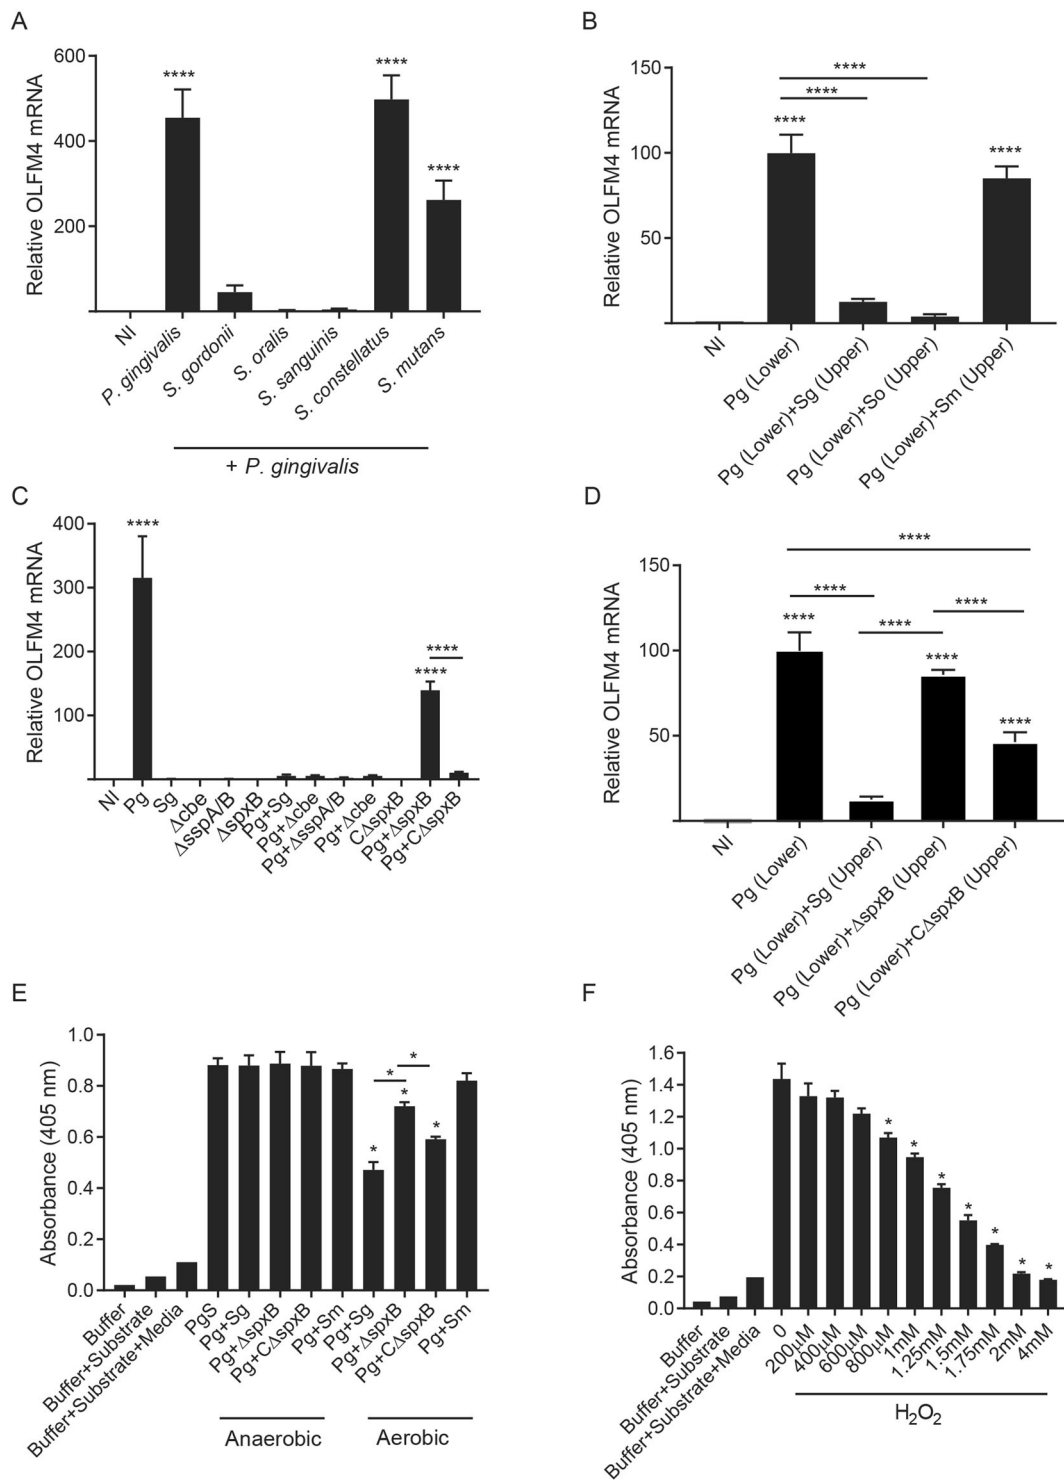 A
Relative OLFM4 mRNA
600
400
200
****
****
****
NI
P. gingivalis
S. gordonii
S. oralis
S. sanguinis
S. constellatus
S. mutans
+ P. gingivalis
B
Relative OLFM4 mRNA
150
100
50
****
****
****
****
NI
Pg (Lower)
Pg (Lower)+Sg (Upper)
Pg (Lower)+So (Upper)
Pg (Lower)+Sm (Upper)
C
Relative OLFM4 mRNA
400
300
200
100
****
****
****
NI
Pg
Sg
Δcbe
ΔsspA/B
ΔspxB
Pg+Sg
Pg+Δcbe
Pg+ΔsspA/B
Pg+Δcbe
CΔspxB
Pg+ΔspxB
Pg+CΔspxB
D
Relative OLFM4 mRNA
150
100
50
****
****
****
****
****
****
****
NI
Pg (Lower)
Pg (Lower)+Sg (Upper)
Pg (Lower)+ΔspxB (Upper)
Pg (Lower)+CΔspxB (Upper)
E
Absorbance (405 nm)
1.0
0.8
0.6
0.4
0.2
0.0
*
*
*
*
*
Buffer
Buffer+Substrate
Buffer+Substrate+Media
PgS
Pg+Sg
Pg+ΔspxB
Pg+CΔspxB
Pg+Sm
Pg+Sg
Pg+ΔspxB
Pg+CΔspxB
Pg+Sm
Anaerobic
Aerobic
F
Absorbance (405 nm)
1.6
1.4
1.2
1.0
0.8
0.6
0.4
0.2
0.0
*
*
*
*
*
*
*
Buffer
Buffer+Substrate
Buffer+Substrate+Media
0
200μM
400μM
600μM
800μM
1mM
1.25mM
1.5mM
1.75mM
2mM
4mM
H₂O₂